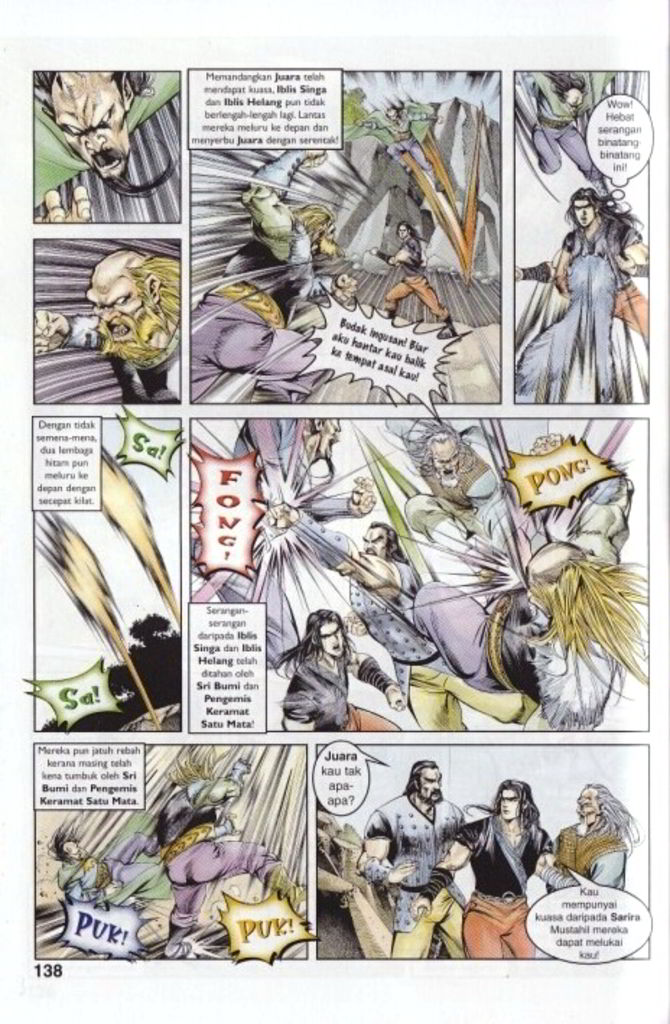 Memandangkan Juara telah
mendapat kuasa, Iblis Singa
dan Iblis Helang pun tidak
berlengah-lengah lagi. Lantas
mereka meluru ke depan dan
menyerbu Juara dengan serentak!
Budak ingusan! Biar
aku hantar kau balik
ke tempat asal kau!
Wow!
Hebat
serangan
binatang-
binatang
ini!
Dengan tidak
semena-mena,
dua lembaga
hitam pun
meluru ke
depan dengan
secepat kilat.
Sa!
Sa!
FONG!
PONG!
Serangan-
serangan
daripada Iblis
Singa dan Iblis
Helang telah
ditahan oleh
Sri Bumi dan
Pengemis
Keramat
Satu Mata!
Mereka pun jatuh rebah
kerana masing telah
kena tumbuk oleh Sri
Bumi dan Pengemis
Keramat Satu Mata.
PUK!
PUK!
Juara
kau tak
apa-
apa?
Kau
mempunyai
kuasa daripada Sarira
Mustahil mereka
dapat melukai
kau!
138